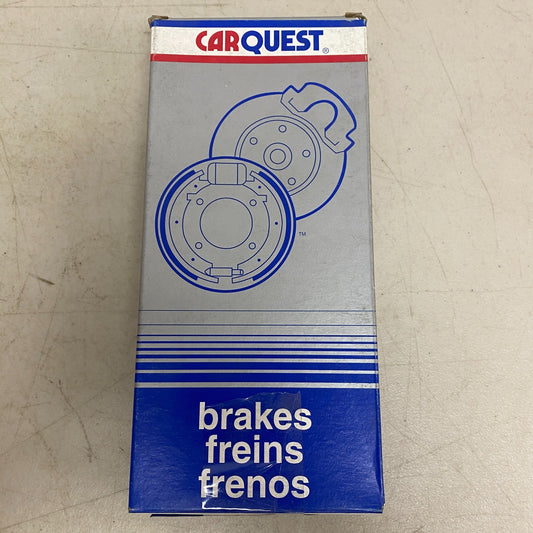 CARQUEST®
TM
brakes
freins
frenos